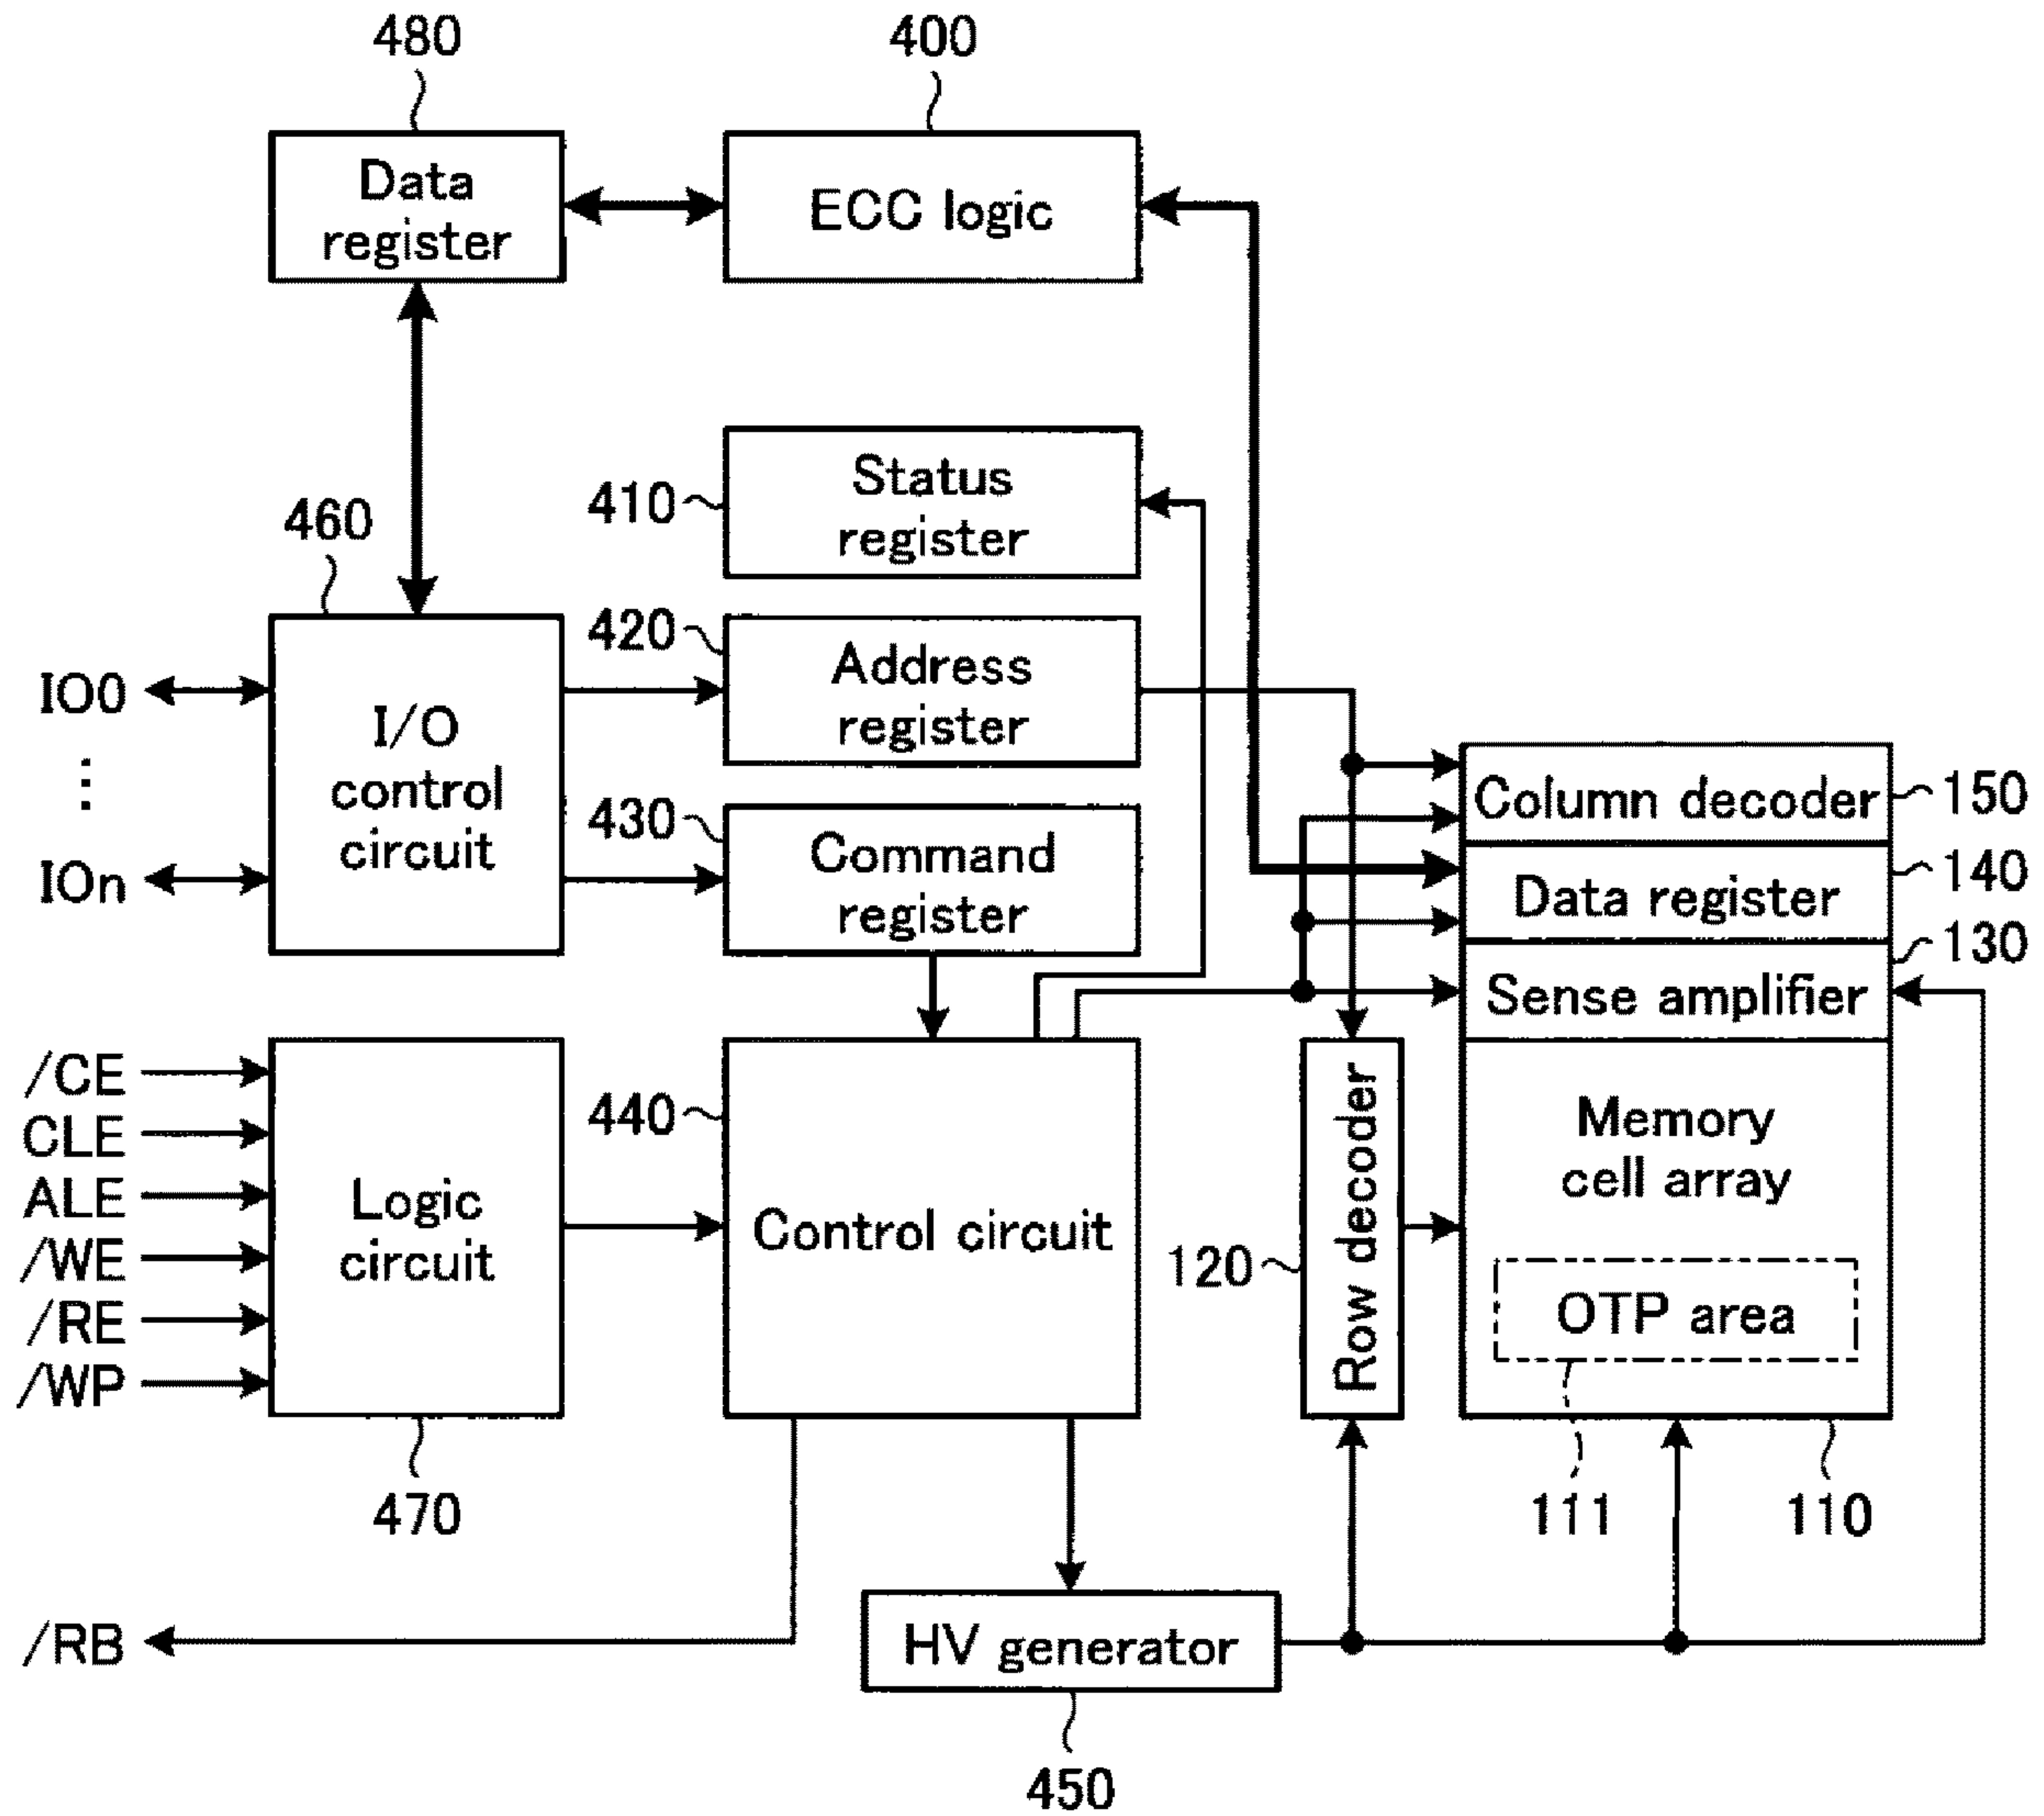 480
400
Data
register
ECC logic
410
Status
register
460
420
Address
register
IO0
I/O
control
circuit
IOn
430
Command
register
Column decoder
150
Data register
140
130
Sense amplifier
/CE
CLE
ALE
/WE
/RE
/WP
Logic
circuit
440
Control circuit
120
Row decoder
Memory
cell array
OTP area
470
111
110
/RB
HV generator
450